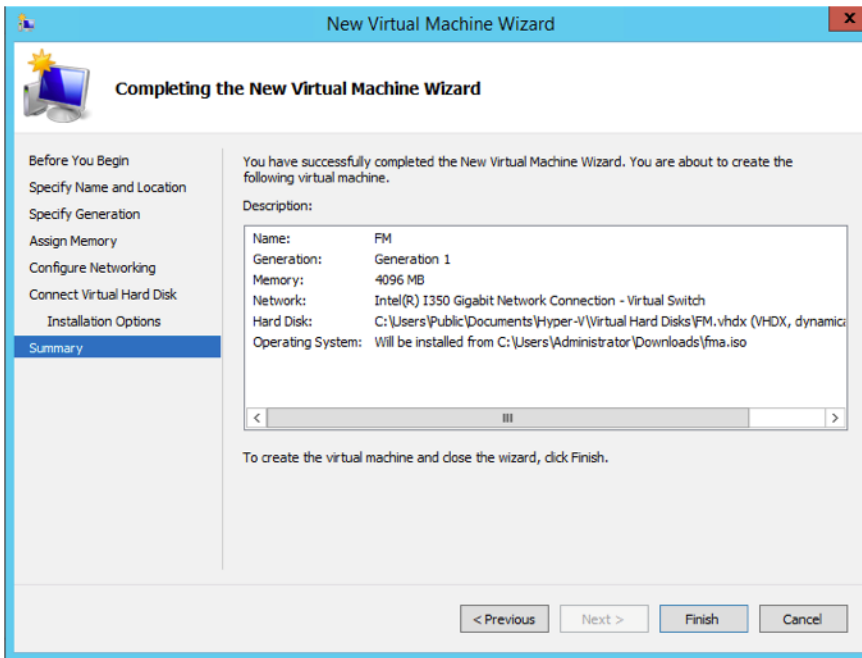 New Virtual Machine Wizard
x
Completing the New Virtual Machine Wizard
Before You Begin
Specify Name and Location
Specify Generation
Assign Memory
Configure Networking
Connect Virtual Hard Disk
Installation Options
Summary
You have successfully completed the New Virtual Machine Wizard. You are about to create the
following virtual machine.
Description:
Name: FM
Generation: Generation 1
Memory: 4096 MB
Network: Intel(R) I350 Gigabit Network Connection - Virtual Switch
Hard Disk: C:\Users\Public\Documents\Hyper-V\Virtual Hard Disks\FM.vhdx (VHDX, dynamica
Operating System: Will be installed from C:\Users\Administrator\Downloads\fma.iso
To create the virtual machine and close the wizard, click Finish.
< Previous
Next >
Finish
Cancel